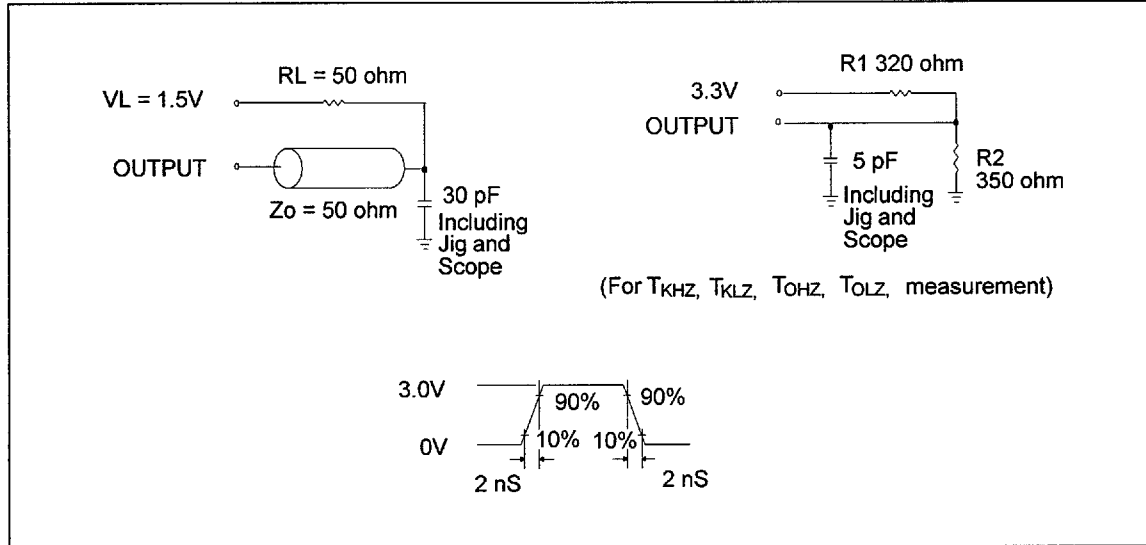 RL = 50 ohm
VL = 1.5V
OUTPUT
Zo = 50 ohm
30 pF
Including
Jig and
Scope
R1 320 ohm
3.3V
OUTPUT
5 pF
Including
Jig and
Scope
R2
350 ohm
(For TKHZ, TKLZ, TOHZ, TOLZ, measurement)
3.0V
90% 90%
0V
10% 10%
2 nS 2 nS